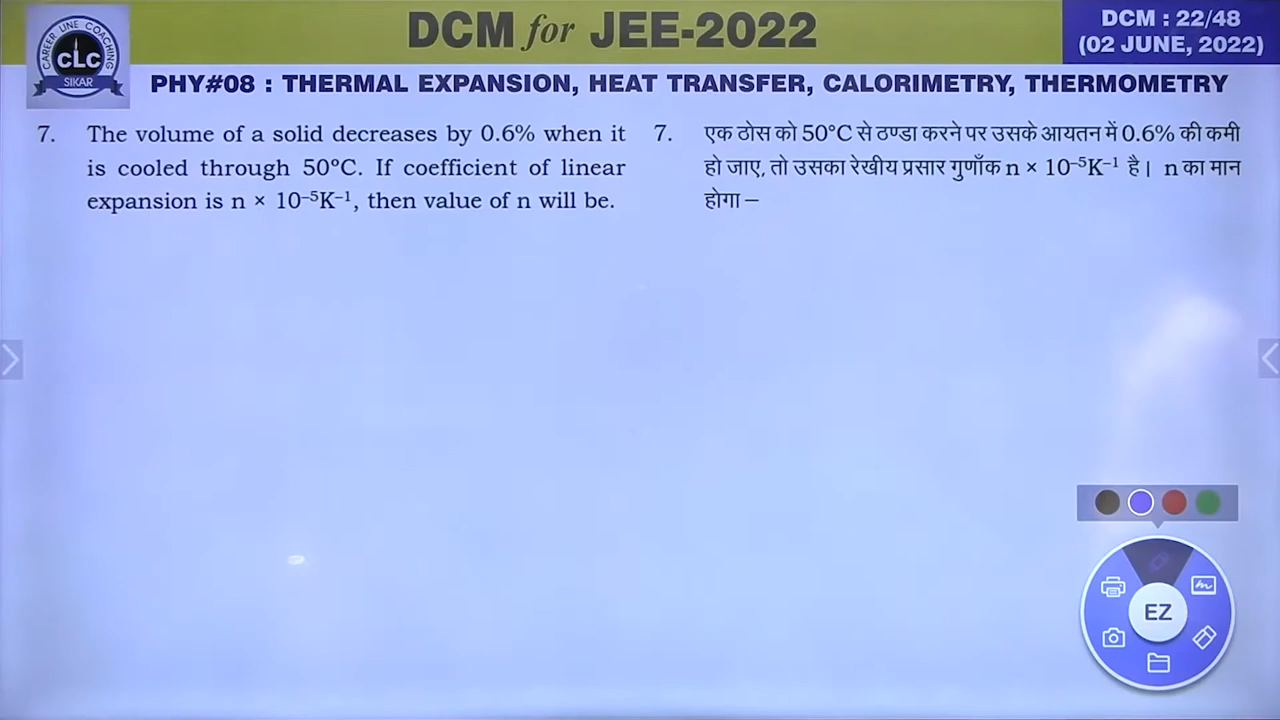 DCM for JEE-2022
DCM : 22/48
(02 JUNE, 2022)
CAREER LINE COACHING
CLC
SIKAR
PHY#08 : THERMAL EXPANSION, HEAT TRANSFER, CALORIMETRY, THERMOMETRY
7. The volume of a solid decreases by 0.6% when it
is cooled through 50°C. If coefficient of linear
expansion is n × 10⁻⁵K⁻¹, then value of n will be.
7. एक ठोस को 50°C से ठण्डा करने पर उसके आयतन में 0.6% की कमी
हो जाए, तो उसका रेखीय प्रसार गुणाँक n × 10⁻⁵K⁻¹ है। n का मान
होगा –
EZ